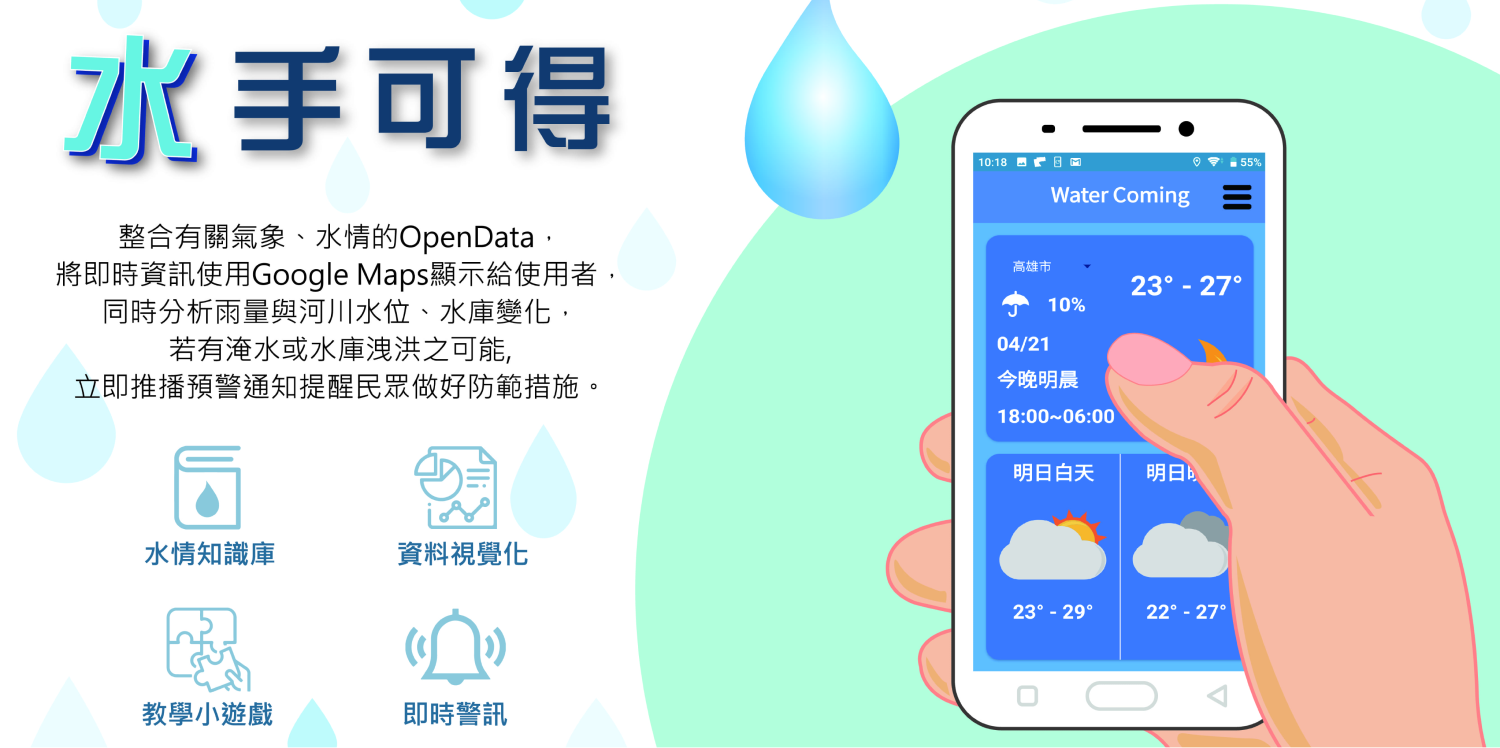 水手可得
整合有關氣象、水情的OpenData，
將即時資訊使用Google Maps顯示給使用者，
同時分析雨量與河川水位、水庫變化，
若有淹水或水庫洩洪之可能,
立即推播預警通知提醒民眾做好防範措施。
水情知識庫
資料視覺化
教學小遊戲
即時警訊
10:18
55%
Water Coming
高雄市
23° - 27°
10%
04/21
今晚明晨
18:00~06:00
明日白天
明日
23° - 29°
22° - 27°